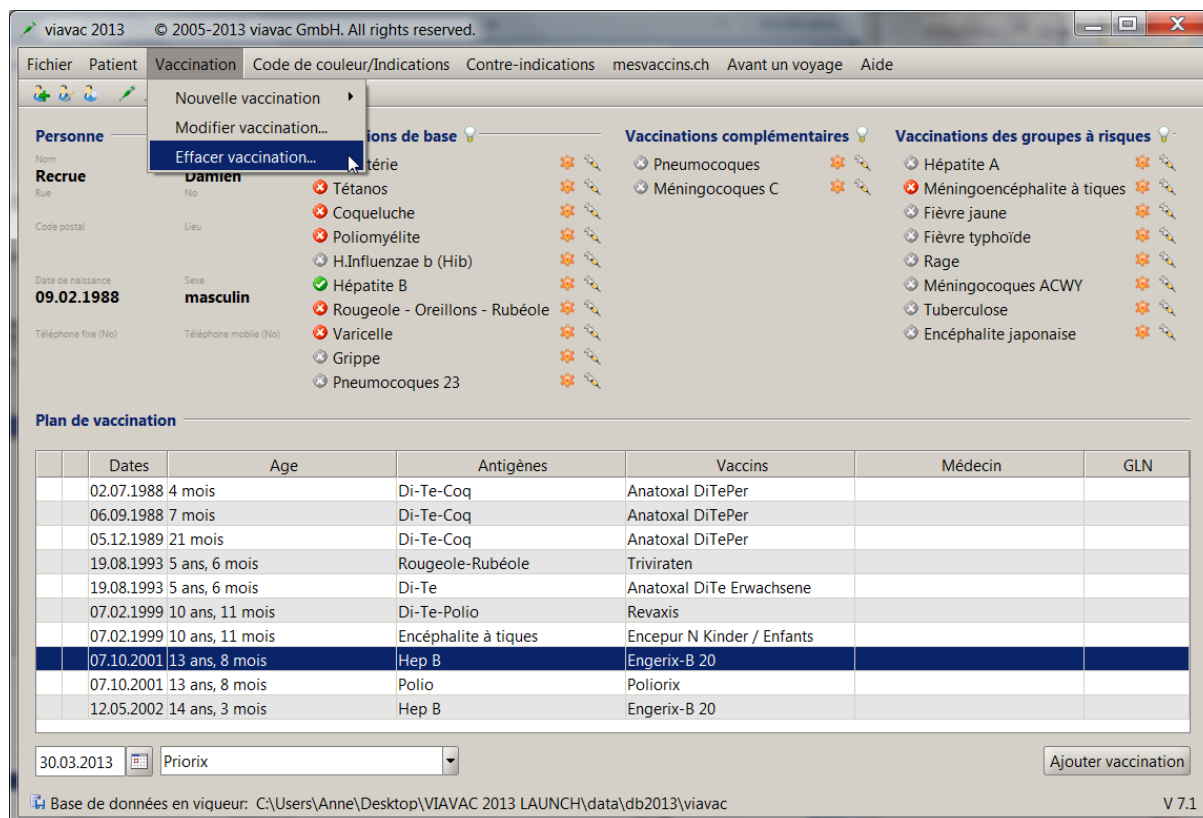 viavac 2013 © 2005-2013 viavac GmbH. All rights reserved.
Fichier Patient Vaccination Code de couleur/Indications Contre-indications mesvaccins.ch Avant un voyage Aide
Nouvelle vaccination
Modifier vaccination...
Effacer vaccination...
Personne
Nom
Recrue Damien
Rue No
Code postal Lieu
Date de naissance Sexe
09.02.1988 masculin
Téléphone fixe (No) Téléphone mobile (No)
ions de base
térie
Tétanos
Coqueluche
Poliomyélite
H.Influenzae b (Hib)
Hépatite B
Rougeole - Oreillons - Rubéole
Varicelle
Grippe
Pneumocoques 23
Vaccinations complémentaires
Pneumocoques
Méningocoques C
Vaccinations des groupes à risques
Hépatite A
Méningoencéphalite à tiques
Fièvre jaune
Fièvre typhoïde
Rage
Méningocoques ACWY
Tuberculose
Encéphalite japonaise
Plan de vaccination
Dates Age Antigènes Vaccins Médecin GLN
02.07.1988 4 mois Di-Te-Coq Anatoxal DiTePer
06.09.1988 7 mois Di-Te-Coq Anatoxal DiTePer
05.12.1989 21 mois Di-Te-Coq Anatoxal DiTePer
19.08.1993 5 ans, 6 mois Rougeole-Rubéole Triviraten
19.08.1993 5 ans, 6 mois Di-Te Anatoxal DiTe Erwachsene
07.02.1999 10 ans, 11 mois Di-Te-Polio Revaxis
07.02.1999 10 ans, 11 mois Encéphalite à tiques Encepur N Kinder / Enfants
07.10.2001 13 ans, 8 mois Hep B Engerix-B 20
07.10.2001 13 ans, 8 mois Polio Poliorix
12.05.2002 14 ans, 3 mois Hep B Engerix-B 20
30.03.2013 Priorix Ajouter vaccination
Base de données en vigueur: C:\Users\Anne\Desktop\VIAVAC 2013 LAUNCH\data\db2013\viavac V 7.1